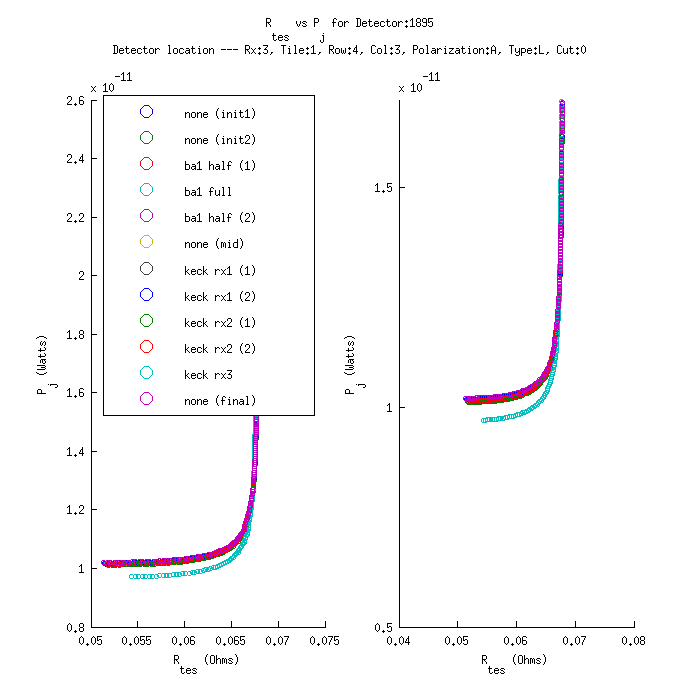 R tes vs P j for Detector:1895
Detector location --- Rx:3, Tile:1, Row:4, Col:3, Polarization:A, Type:L, Cut:0
x 10 -11
2.6
2.4
2.2
2
1.8
1.6
1.4
1.2
1
0.8
P j (Watts)
none (init1)
none (init2)
ba1 half (1)
ba1 full
ba1 half (2)
none (mid)
keck rx1 (1)
keck rx1 (2)
keck rx2 (1)
keck rx2 (2)
keck rx3
none (final)
0.05 0.055 0.06 0.065 0.07 0.075
R tes (Ohms)
x 10 -11
1.5
1
0.5
P j (Watts)
0.04 0.05 0.06 0.07 0.08
R tes (Ohms)